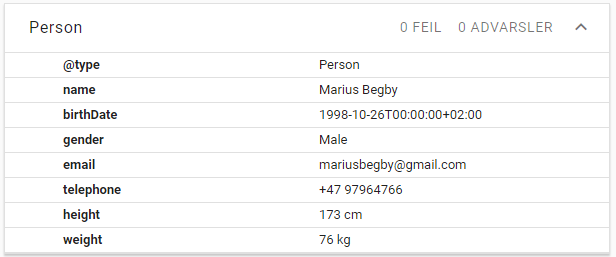 Person 0 FEIL 0 ADVARSLER
@type Person
name Marius Begby
birthDate 1998-10-26T00:00:00+02:00
gender Male
email mariusbegby@gmail.com
telephone +47 97964766
height 173 cm
weight 76 kg